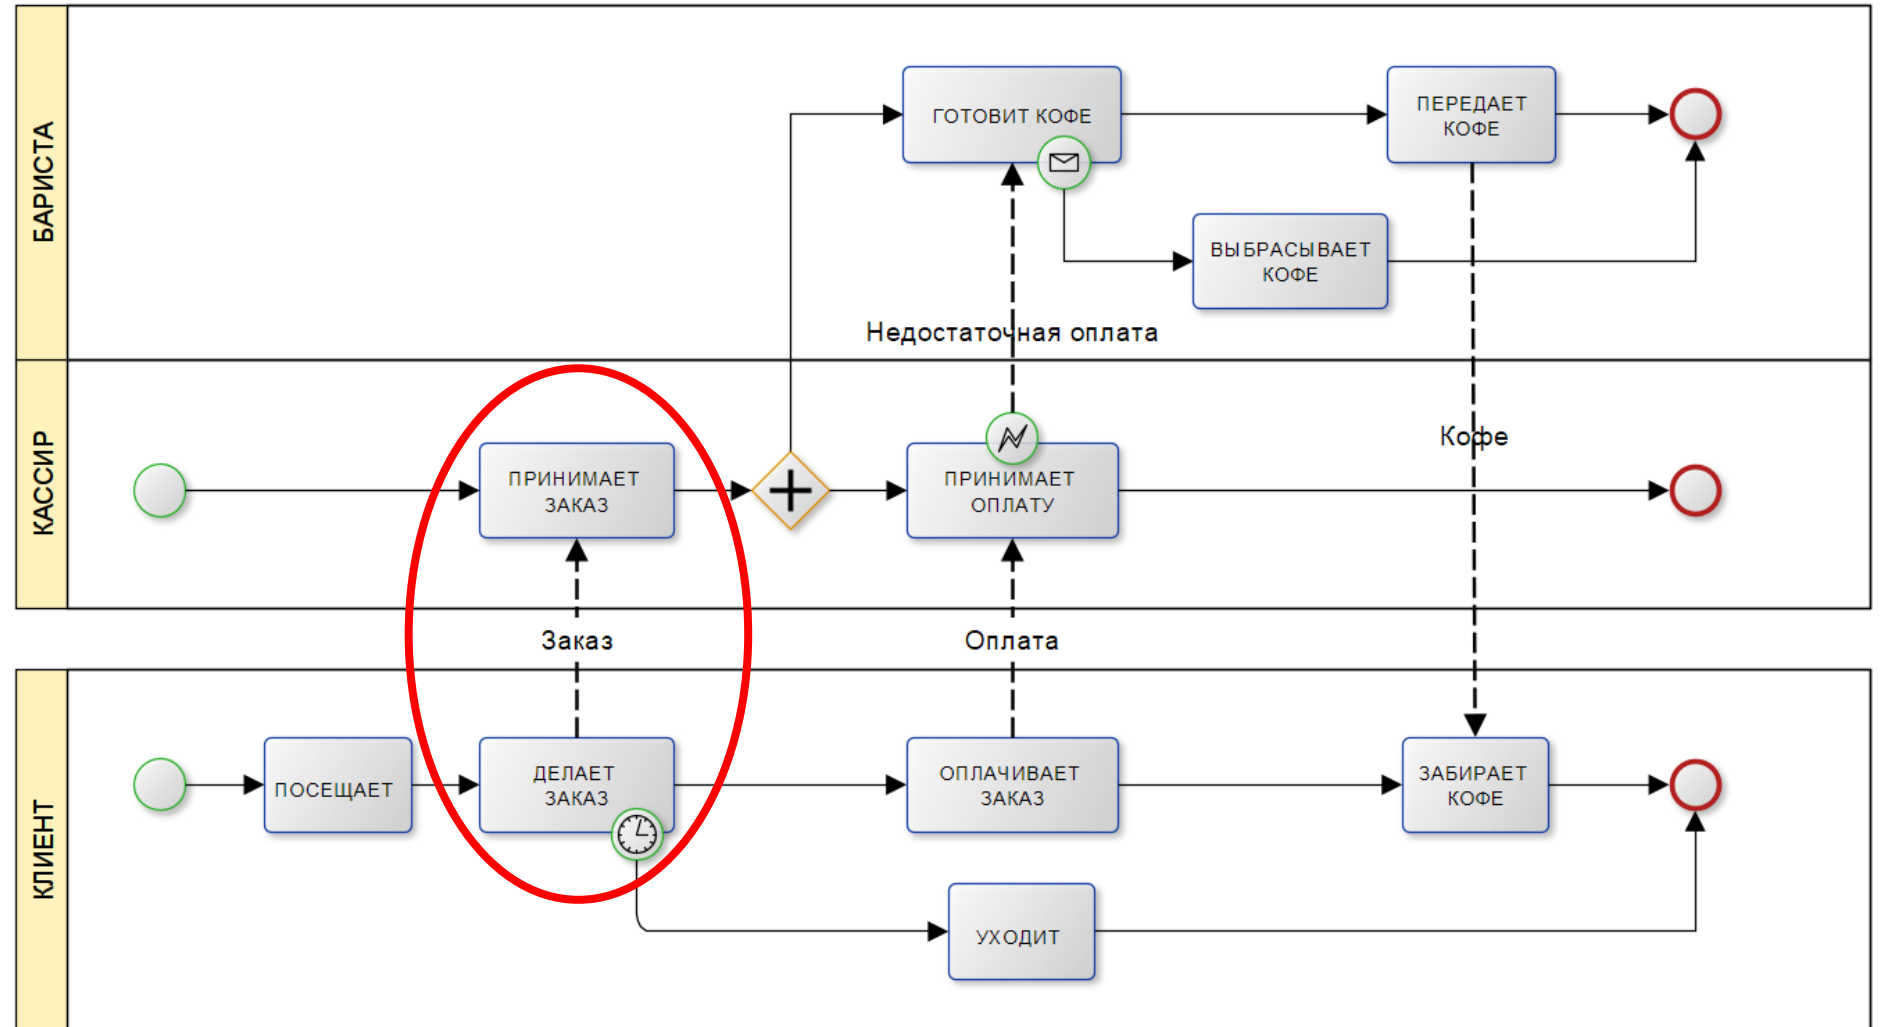 БАРИСТА
ГОТОВИТ КОФЕ
ПЕРЕДАЕТ
КОФЕ
ВЫБРАСЫВАЕТ
КОФЕ
Недостаточная оплата
КАССИР
ПРИНИМАЕТ
ЗАКАЗ
ПРИНИМАЕТ
ОПЛАТУ
Кофе
Заказ
Оплата
КЛИЕНТ
ПОСЕЩАЕТ
ДЕЛАЕТ
ЗАКАЗ
ОПЛАЧИВАЕТ
ЗАКАЗ
ЗАБИРАЕТ
КОФЕ
УХОДИТ